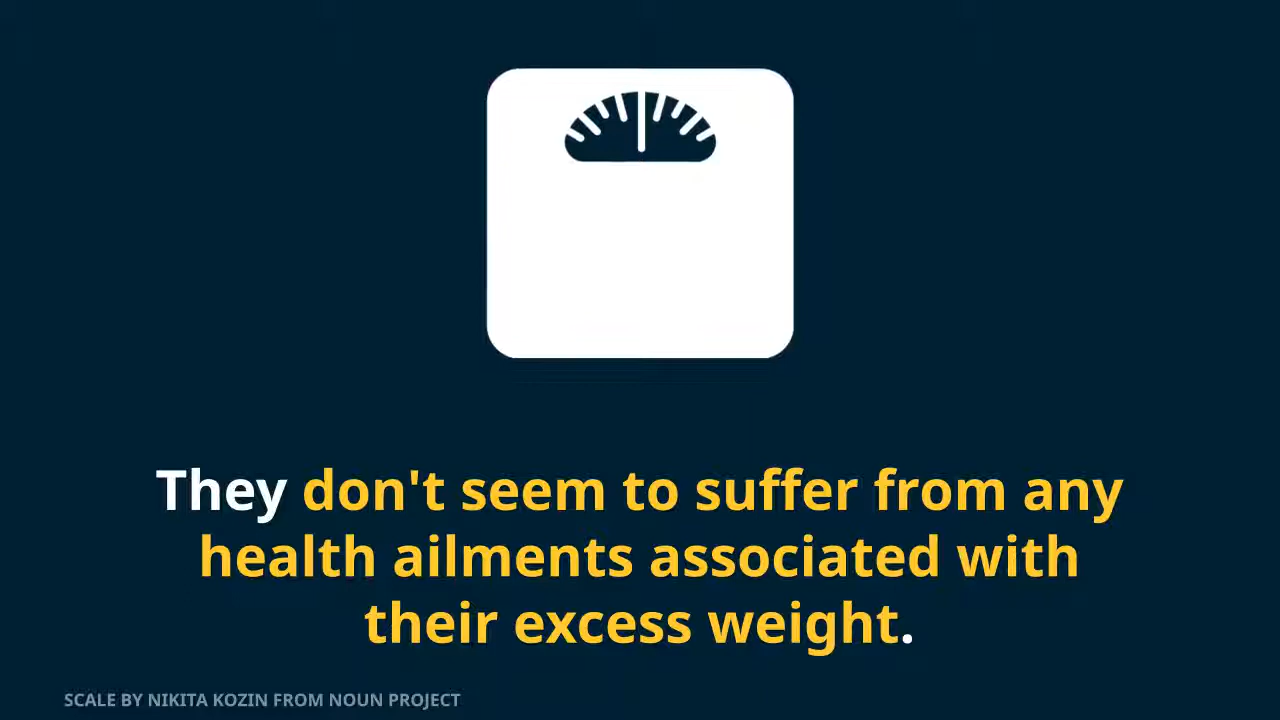 They don't seem to suffer from any
health ailments associated with
their excess weight.
SCALE BY NIKITA KOZIN FROM NOUN PROJECT